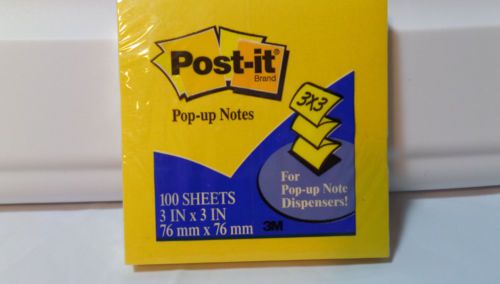 Post-it
Brand
Pop-up Notes
3X3
For
Pop-up Note
Dispensers!
100 SHEETS
3 IN x 3 IN
76 mm x 76 mm
3M